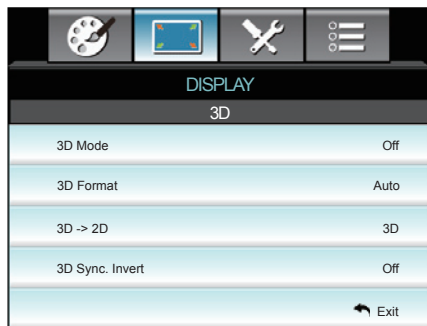 DISPLAY
3D
3D Mode Off
3D Format Auto
3D -> 2D 3D
3D Sync. Invert Off
Exit